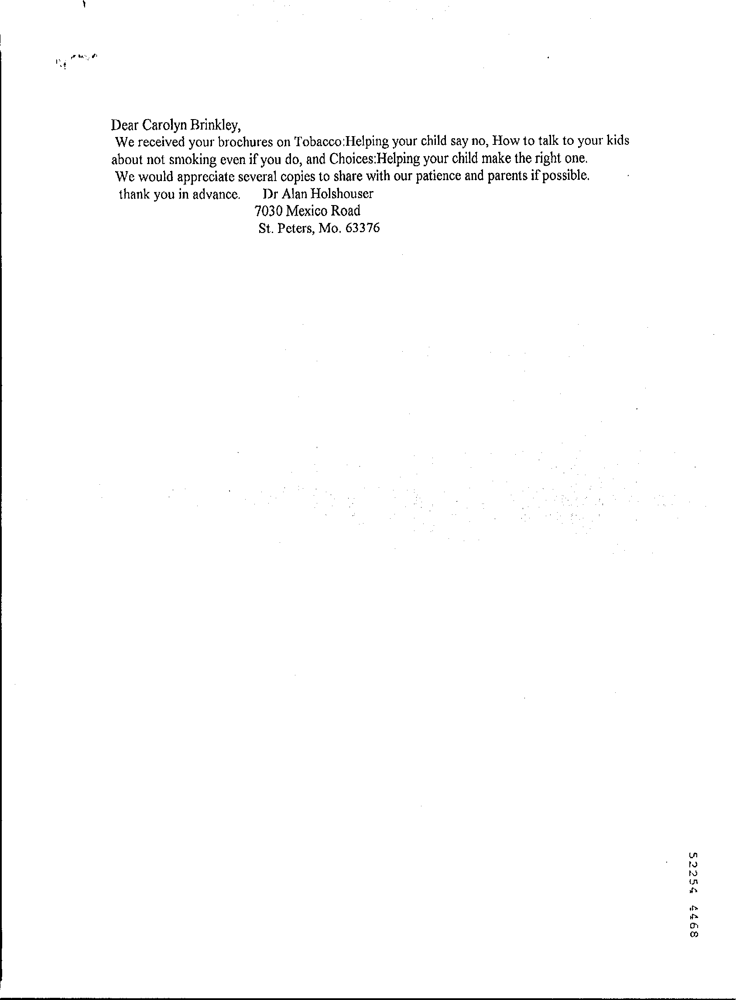 Dear Carolyn Brinkley,
We received your brochures on Tobacco:Helping your child say no, How to talk to your kids
about not smoking even if you do, and Choices:Helping your child make the right one.
We would appreciate several copies to share with our patience and parents if possible.
thank you in advance. Dr Alan Holshouser
7030 Mexico Road
St. Peters, Mo. 63376
52254 4468